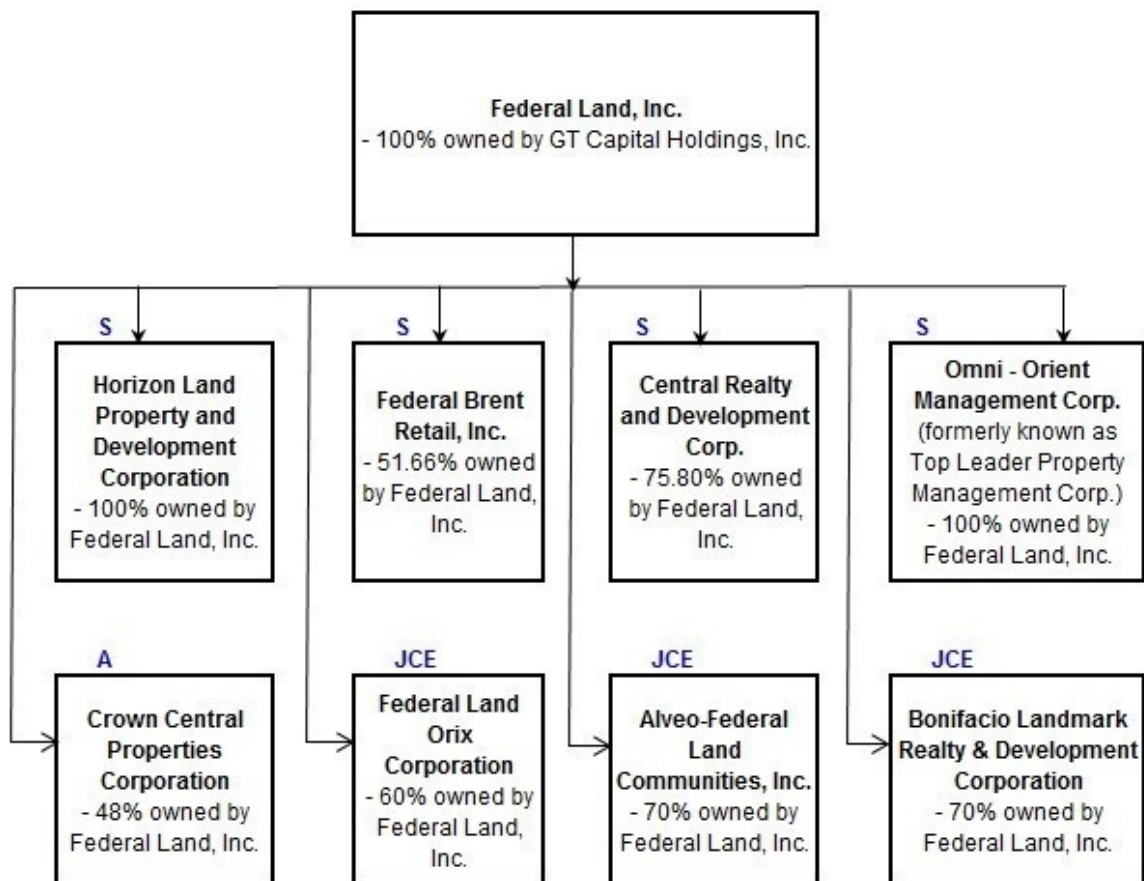 Federal Land, Inc.
- 100% owned by GT Capital Holdings, Inc.
S
Horizon Land
Property and
Development
Corporation
- 100% owned by
Federal Land, Inc.
S
Federal Brent
Retail, Inc.
- 51.66% owned
by Federal Land,
Inc.
S
Central Realty
and Development
Corp.
- 75.80% owned
by Federal Land,
Inc.
S
Omni - Orient
Management Corp.
(formerly known as
Top Leader Property
Management Corp.)
- 100% owned by
Federal Land, Inc.
A
Crown Central
Properties
Corporation
- 48% owned by
Federal Land, Inc.
JCE
Federal Land
Orix
Corporation
- 60% owned by
Federal Land,
Inc.
JCE
Alveo-Federal
Land
Communities, Inc.
- 70% owned by
Federal Land, Inc.
JCE
Bonifacio Landmark
Realty & Development
Corporation
- 70% owned by
Federal Land, Inc.